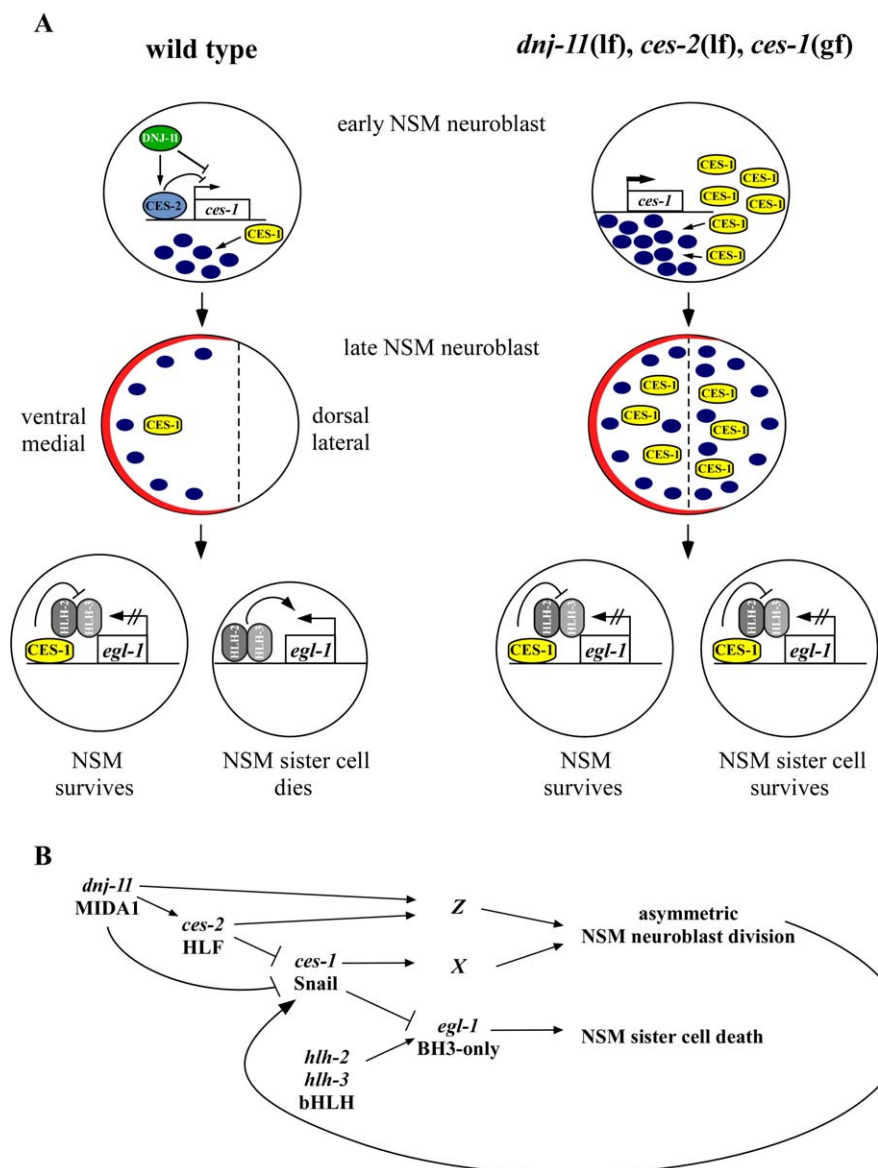 A
wild type
dnj-11(lf), ces-2(lf), ces-1(gf)
early NSM neuroblast
DNJ-11
CES-2
ces-1
CES-1
ces-1
CES-1
CES-1
CES-1
CES-1
CES-1
CES-1
late NSM neuroblast
ventral
medial
CES-1
dorsal
lateral
CES-1
CES-1
CES-1
CES-1
CES-1
CES-1
HLH-2
HLH-3
CES-1
egl-1
HLH-2
HLH-3
egl-1
HLH-2
HLH-3
CES-1
egl-1
HLH-2
HLH-3
CES-1
egl-1
NSM
survives
NSM sister cell
dies
NSM
survives
NSM sister cell
survives
B
dnj-11
MIDA1
ces-2
HLF
ces-1
Snail
Z
X
asymmetric
NSM neuroblast division
egl-1
BH3-only
NSM sister cell death
hlh-2
hlh-3
bHLH